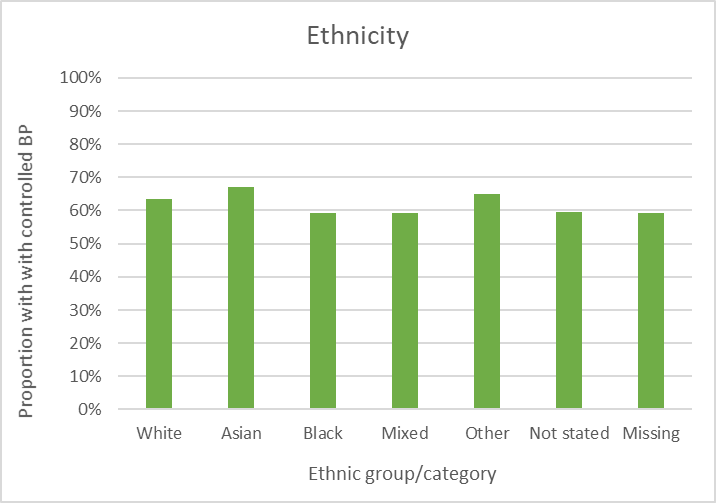 Ethnicity
Proportion with with controlled BP
100%
90%
80%
70%
60%
50%
40%
30%
20%
10%
0%
White Asian Black Mixed Other Not stated Missing
Ethnic group/category